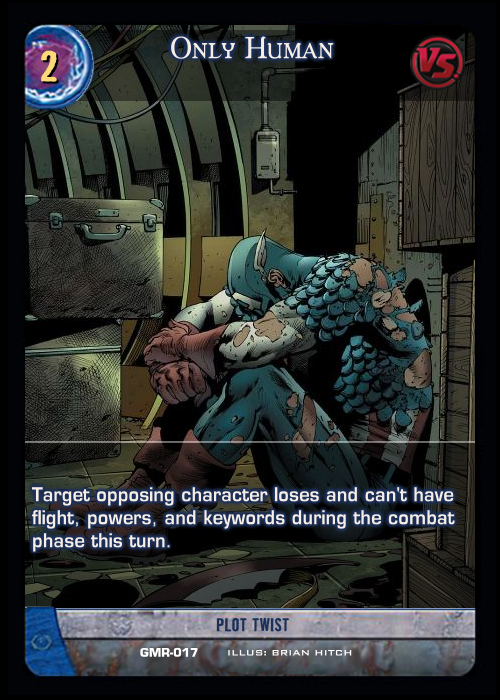 2
Only Human
VS
Target opposing character loses and can't have
flight, powers, and keywords during the combat
phase this turn.
PLOT TWIST
GMR-017 ILLUS: BRIAN HITCH